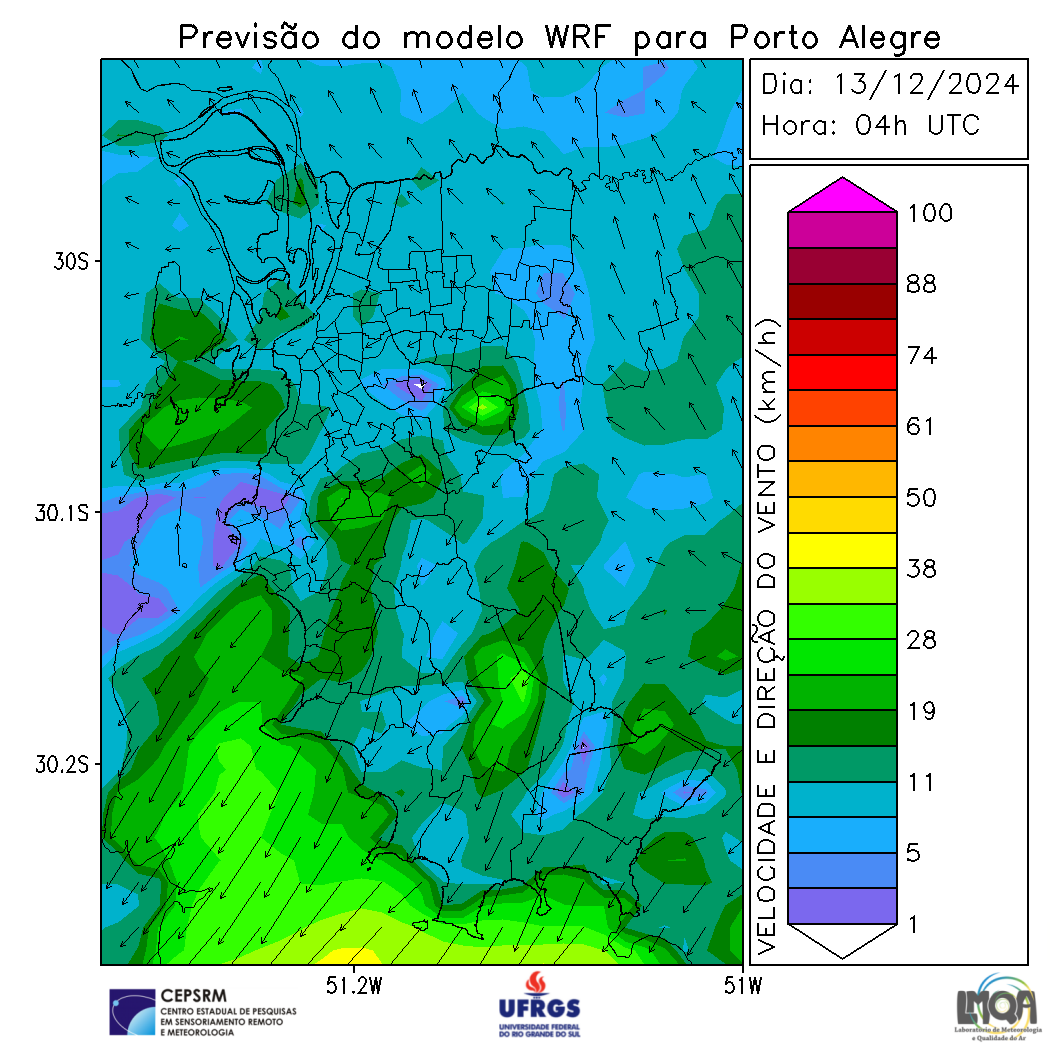 Previsão do modelo WRF para Porto Alegre
Dia: 13/12/2024
Hora: 04h UTC
30S
30.1S
30.2S
51.2W
51W
VELOCIDADE E DIREÇÃO DO VENTO (km/h)
100
88
74
61
50
38
28
19
11
5
1
CEPSRM
CENTRO ESTADUAL DE PESQUISAS
EM SENSORIAMENTO REMOTO
E METEOROLOGIA
UFRGS
UNIVERSIDADE FEDERAL
DO RIO GRANDE DO SUL
LMQA
Laboratório de Meteorologia
e Qualidade do Ar